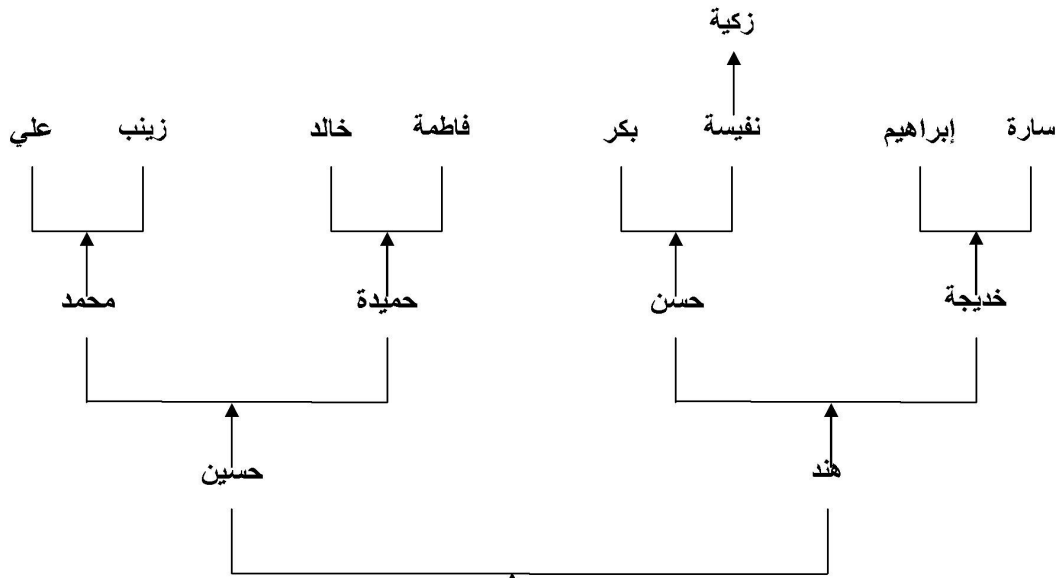 زكية
سارة إبراهيم نفيسة بكر فاطمة خالد زينب علي
خديجة حسن حميدة محمد
هند حسين